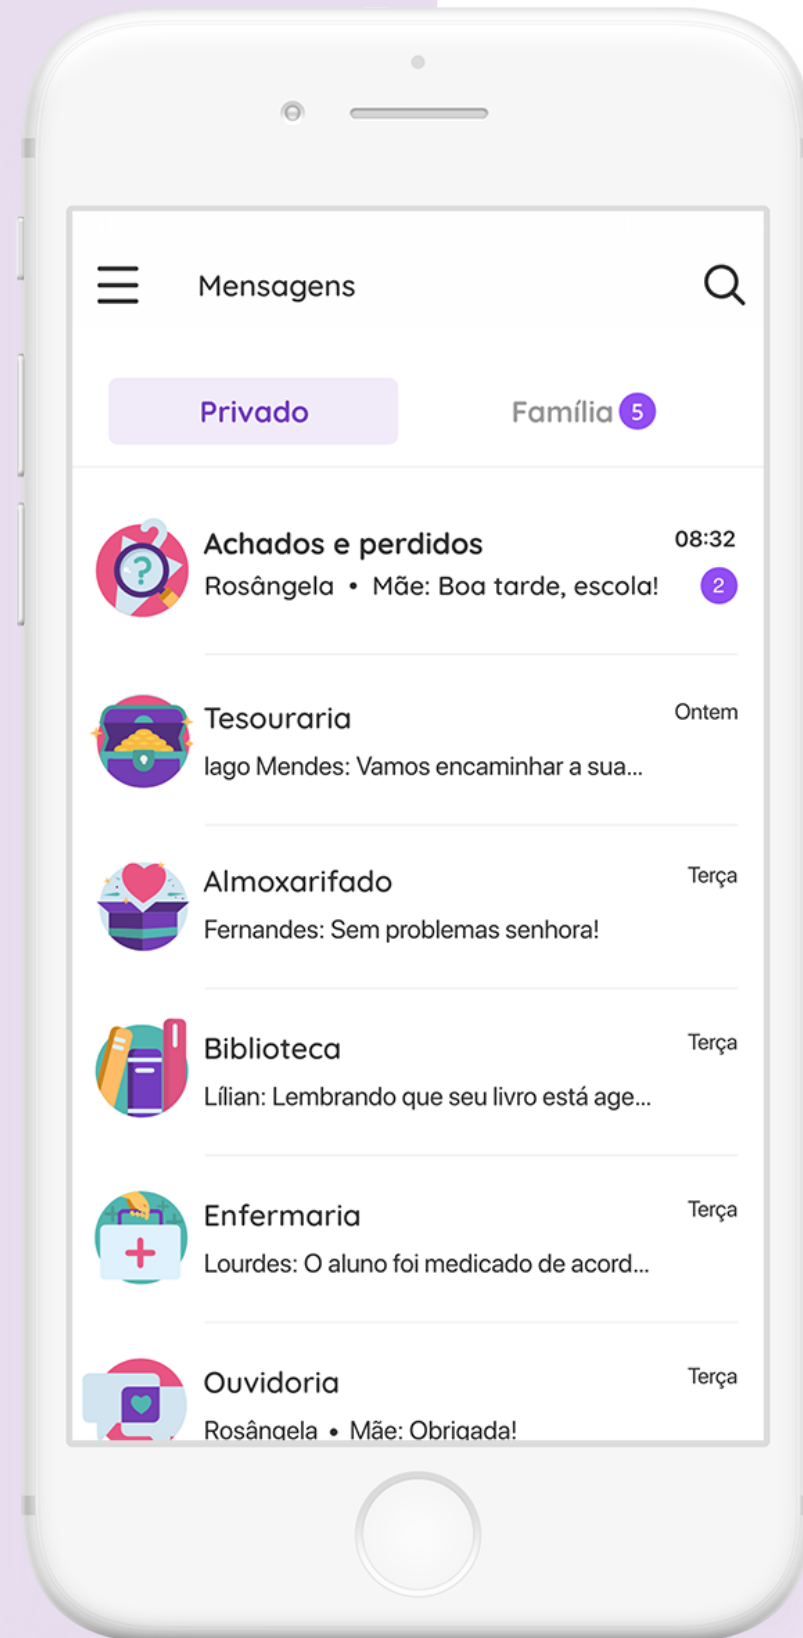 Mensagens
Privado
Família 5
Achados e perdidos 08:32
Rosângela • Mãe: Boa tarde, escola! 2
Tesouraria Ontem
Iago Mendes: Vamos encaminhar a sua...
Almoxarifado Terça
Fernandes: Sem problemas senhora!
Biblioteca Terça
Lílian: Lembrando que seu livro está age...
Enfermaria Terça
Lourdes: O aluno foi medicado de acord...
Ouvidoria Terça
Rosângela • Mãe: Obrigada!